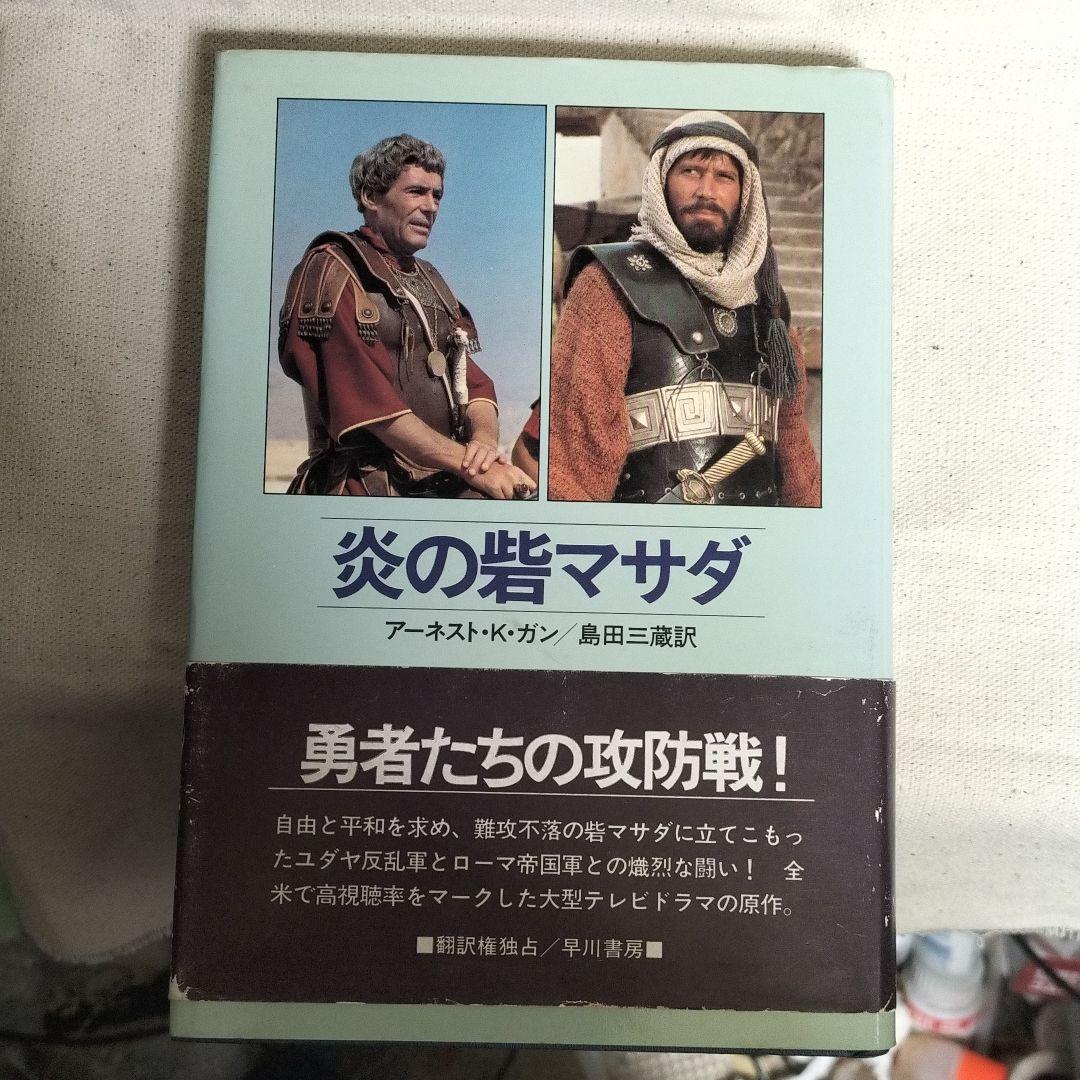 炎の砦マサダ
アーネスト・K・ガン／島田三蔵訳
勇者たちの攻防戦！
自由と平和を求め、難攻不落の砦マサダに立てこもっ
たユダヤ反乱軍とローマ帝国軍との熾烈な闘い！　全
米で高視聴率をマークした大型テレビドラマの原作。
■翻訳権独占／早川書房■